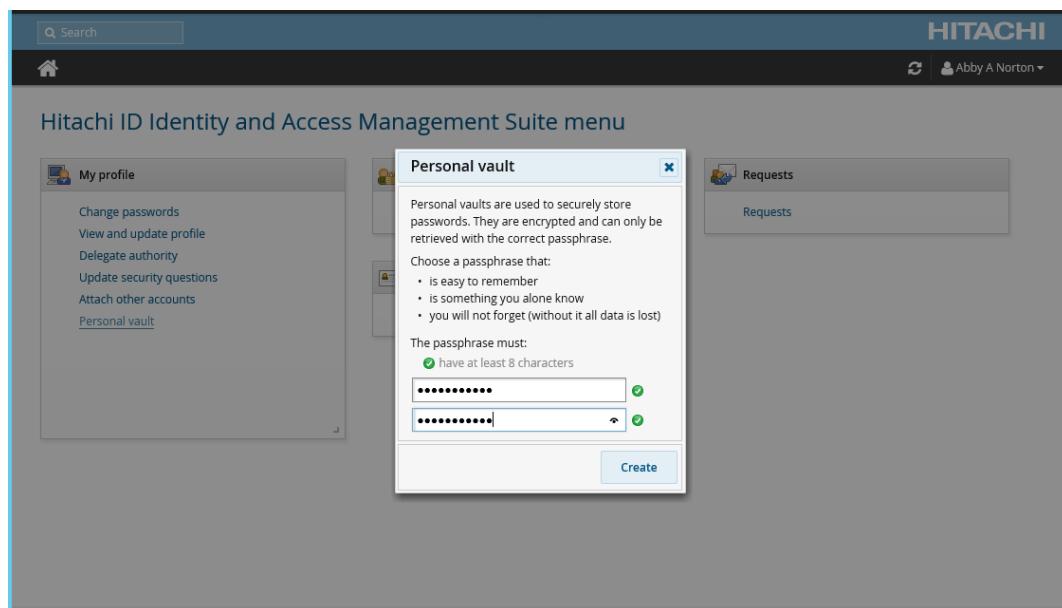 Search
HITACHI
Abby A Norton
Hitachi ID Identity and Access Management Suite menu
My profile
Change passwords
View and update profile
Delegate authority
Update security questions
Attach other accounts
Personal vault
Personal vault
Personal vaults are used to securely store
passwords. They are encrypted and can only be
retrieved with the correct passphrase.
Choose a passphrase that:
• is easy to remember
• is something you alone know
• you will not forget (without it all data is lost)
The passphrase must:
have at least 8 characters
•••••••••••
•••••••••••
Create
Requests
Requests